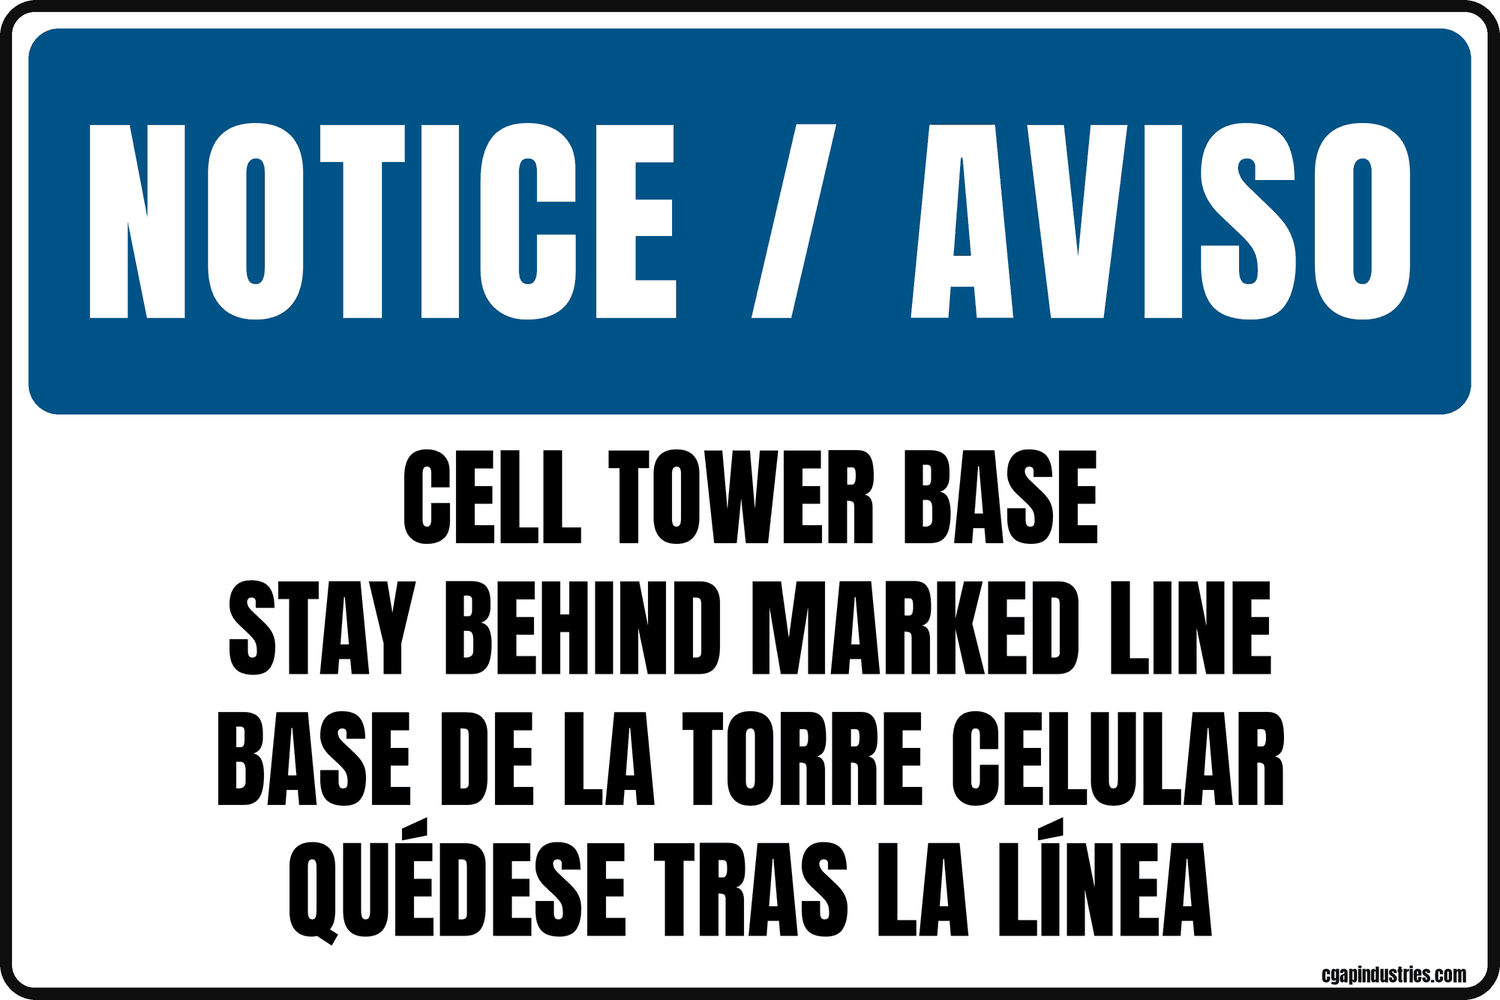 NOTICE / AVISO
CELL TOWER BASE
STAY BEHIND MARKED LINE
BASE DE LA TORRE CELULAR
QUÉDESE TRAS LA LÍNEA
cgapindustries.com